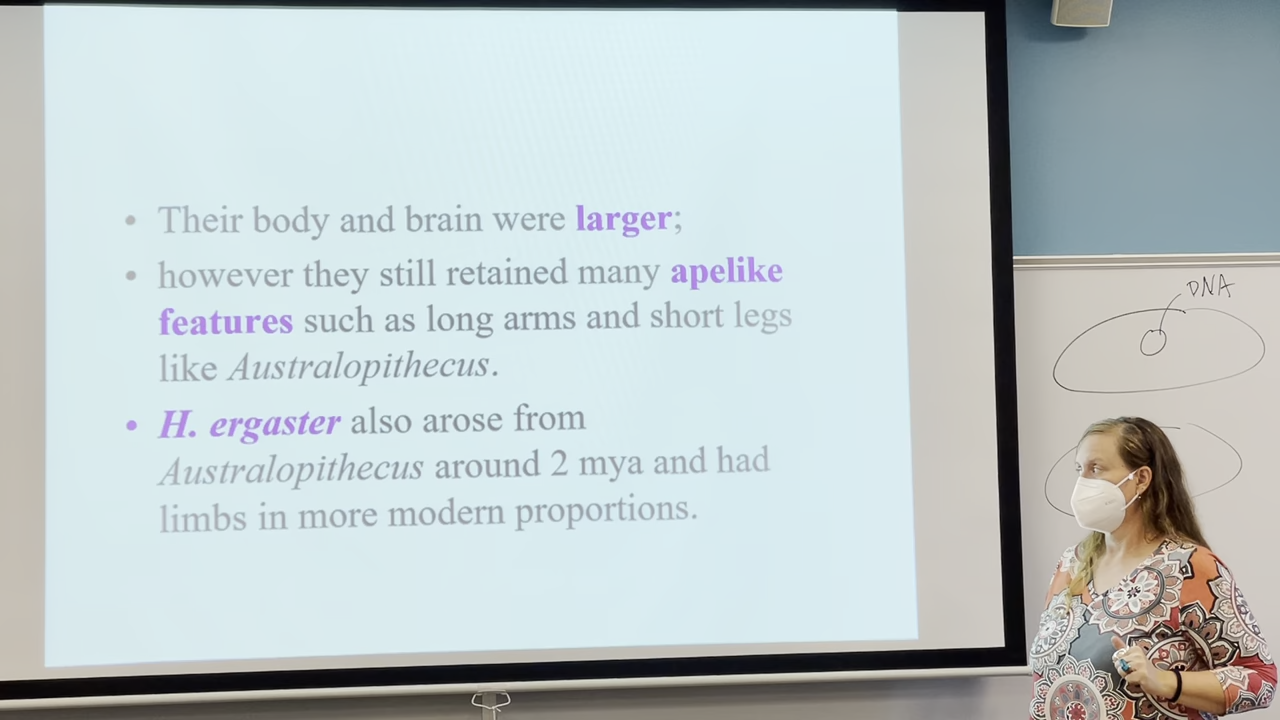 • Their body and brain were larger;
• however they still retained many apelike
features such as long arms and short legs
like Australopithecus.
• H. ergaster also arose from
Australopithecus around 2 mya and had
limbs in more modern proportions.
DNA